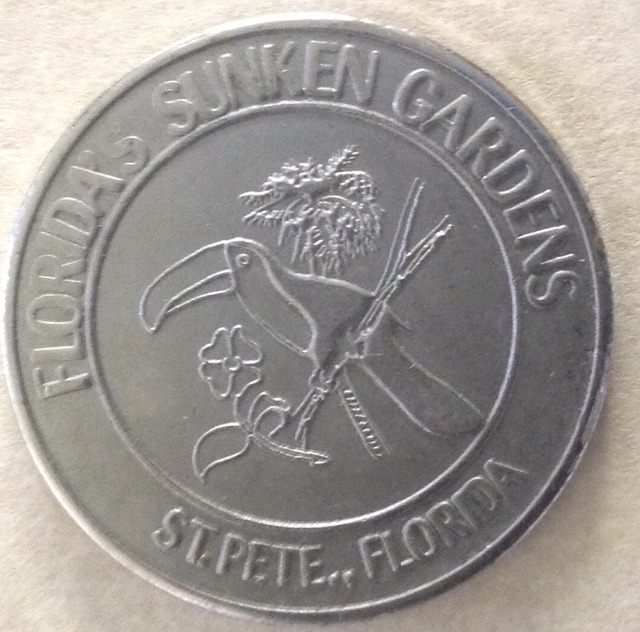 FLORIDA'S SUNKEN GARDENS
ST. PETE., FLORIDA